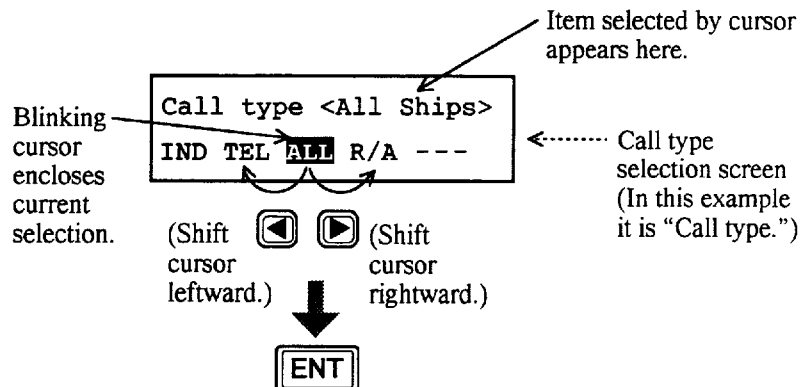 Item selected by cursor
appears here.
Call type <All Ships>
IND TEL ALL R/A ---
Blinking
cursor
encloses
current
selection.
Call type
selection screen
(In this example
it is “Call type.”)
(Shift
cursor
leftward.)
(Shift
cursor
rightward.)
ENT